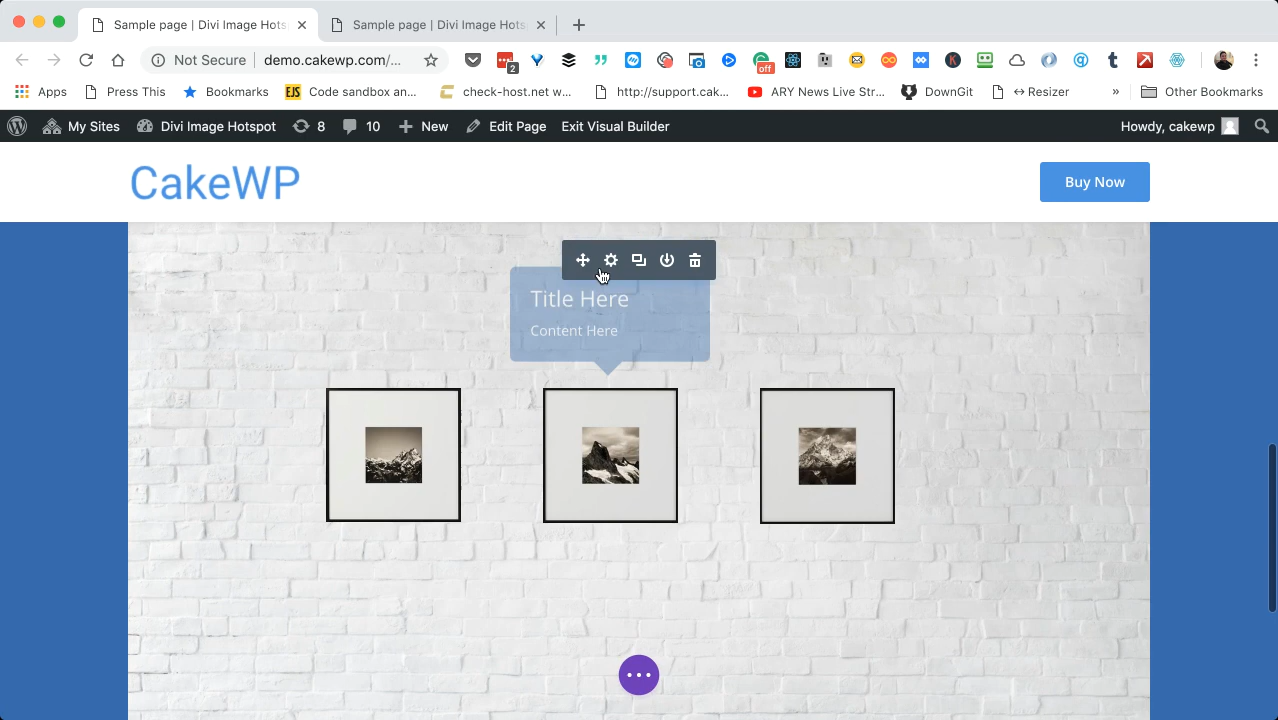 Sample page | Divi Image Hots
Sample page | Divi Image Hots
Not Secure
demo.cakewp.com/...
2
off
Apps
Press This
Bookmarks
EJS
Code sandbox an...
check-host.net w...
http://support.cak...
ARY News Live Str...
DownGit
Resizer
»
Other Bookmarks
My Sites
Divi Image Hotspot
8
10
New
Edit Page
Exit Visual Builder
Howdy, cakewp
CakeWP
Buy Now
Title Here
Content Here